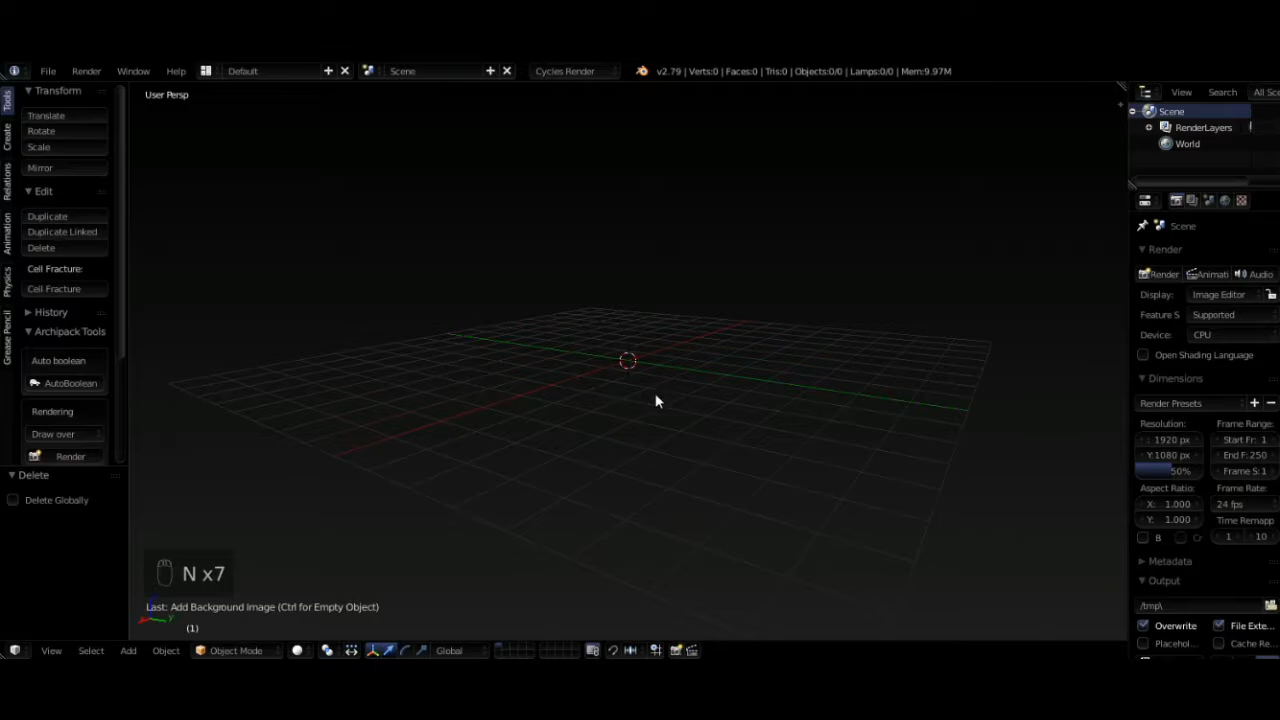 File Render Window Help Default Scene Cycles Render v2.79 | Verts:0 | Faces:0 | Tris:0 | Objects:0/0 | Lamps:0/0 | Mem:9.97M
Tools
Create
Relations
Animation
Physics
Grease Pencil
Transform
Translate
Rotate
Scale
Mirror
Edit
Duplicate
Duplicate Linked
Delete
Cell Fracture:
Cell Fracture
History
Archipack Tools
Auto boolean
AutoBoolean
Rendering
Draw over
Render
Delete
Delete Globally
User Persp
N x7
Last: Add Background Image (Ctrl for Empty Object)
(1)
View Select Add Object Object Mode Global
View Search All Sce
Scene
RenderLayers
World
Scene
Render
Render Animati Audio
Display: Image Editor
Feature S Supported
Device: CPU
Open Shading Language
Dimensions
Render Presets
Resolution: Frame Range:
: 1920 px Start Fr: 1
Y:1080 px End F: 250
50% Frame S:1
Aspect Ratio: Frame Rate:
X: 1.000 24 fps
Y: 1.000 Time Remapp
B Cr 1 10
Metadata
Output
/tmp\
Overwrite File Exte...
Placehol... Cache Re...